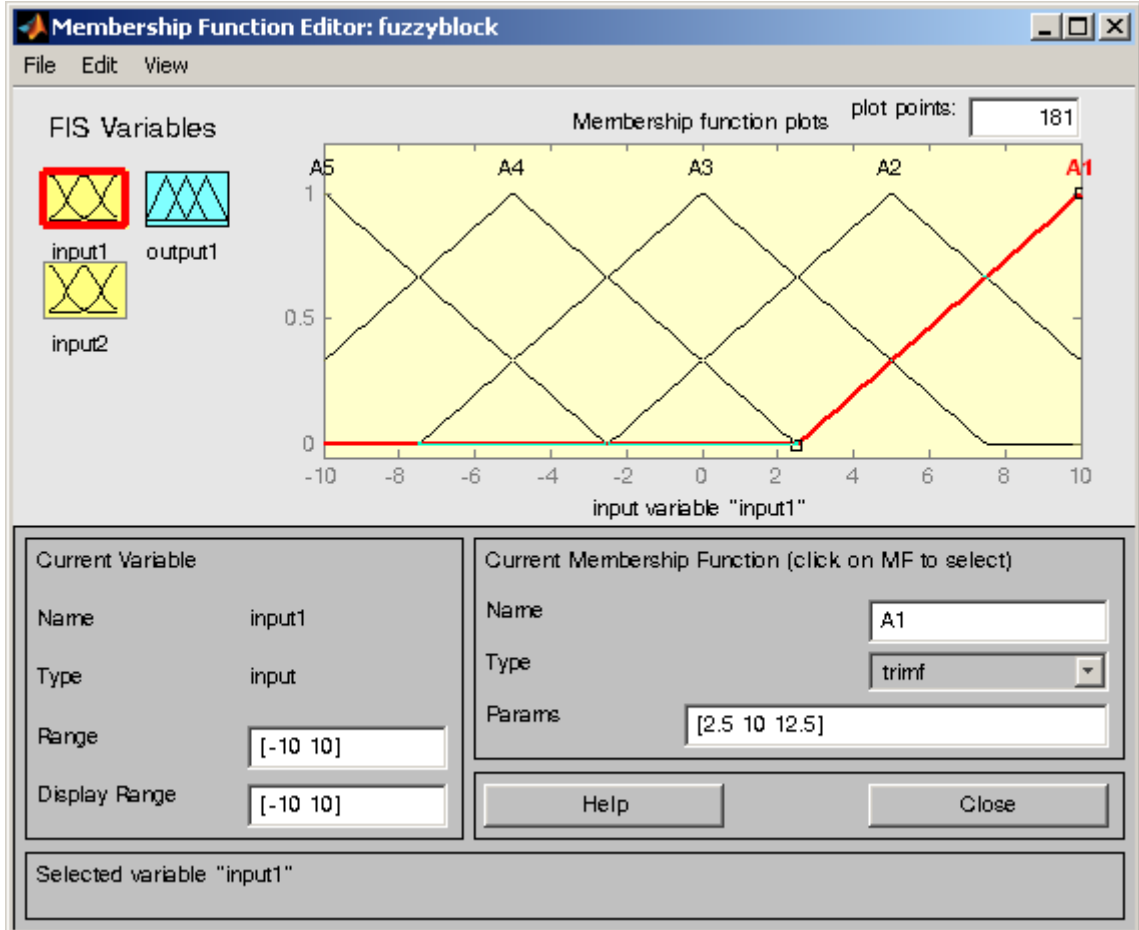 Membership Function Editor: fuzzyblock
File Edit View
FIS Variables
input1 output1
input2
Membership function plots plot points: 181
A5 A4 A3 A2 A1
1
0.5
0
-10 -8 -6 -4 -2 0 2 4 6 8 10
input variable "input1"
Current Variable
Name input1
Type input
Range [-10 10]
Display Range [-10 10]
Current Membership Function (click on MF to select)
Name A1
Type trimf
Params [2.5 10 12.5]
Help Close
Selected variable "input1"